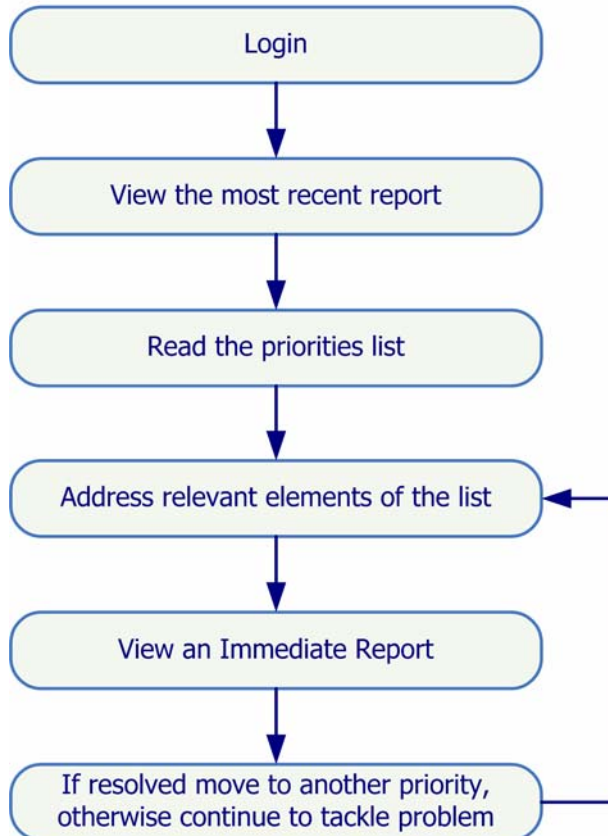 Login
View the most recent report
Read the priorities list
Address relevant elements of the list
View an Immediate Report
If resolved move to another priority,
otherwise continue to tackle problem